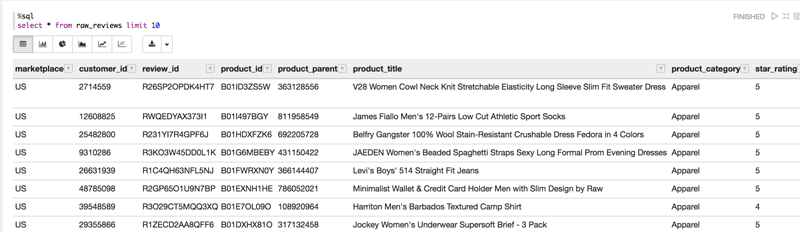 %sql
select * from raw_reviews limit 10
FINISHED
marketplace customer_id review_id product_id product_parent product_title product_category star_rating
US 2714559 R26SP2OPDK4HT7 B01ID3ZS5W 363128556 V28 Women Cowl Neck Knit Stretchable Elasticity Long Sleeve Slim Fit Sweater Dress Apparel 5
US 12608825 RWQEDYAX373I1 B01I497BGY 811958549 James Fiallo Men's 12-Pairs Low Cut Athletic Sport Socks Apparel 5
US 25482800 R231YI7R4GPF6J B01HDXFZK6 692205728 Belfry Gangster 100% Wool Stain-Resistant Crushable Dress Fedora in 4 Colors Apparel 5
US 9310286 R3KO3W45DD0L1K B01G6MBEBY 431150422 JAEDEN Women's Beaded Spaghetti Straps Sexy Long Formal Prom Evening Dresses Apparel 5
US 26631939 R1C4QH63NFL5NJ B01FWRXN0Y 366144407 Levi's Boys' 514 Straight Fit Jeans Apparel 5
US 48785098 R2GP65O1U9N7BP B01EXNH1HE 786052021 Minimalist Wallet & Credit Card Holder Men with Slim Design by Raw Apparel 5
US 39548589 R3O29CT5MQQ3XQ B01E7OL09O 108920964 Harriton Men's Barbados Textured Camp Shirt Apparel 4
US 29355866 R1ZECD2AA8QFF6 B01DXHX81O 317132458 Jockey Women's Underwear Supersoft Brief - 3 Pack Apparel 5